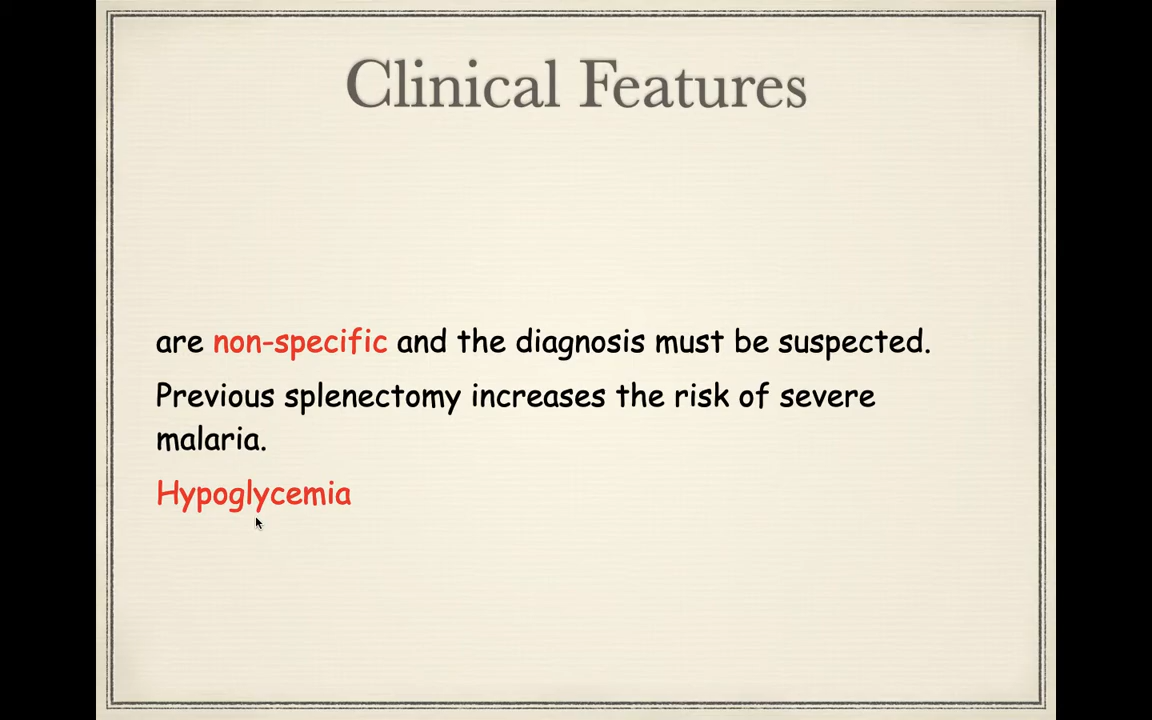 Clinical Features
are non-specific and the diagnosis must be suspected.
Previous splenectomy increases the risk of severe
malaria.
Hypoglycemia